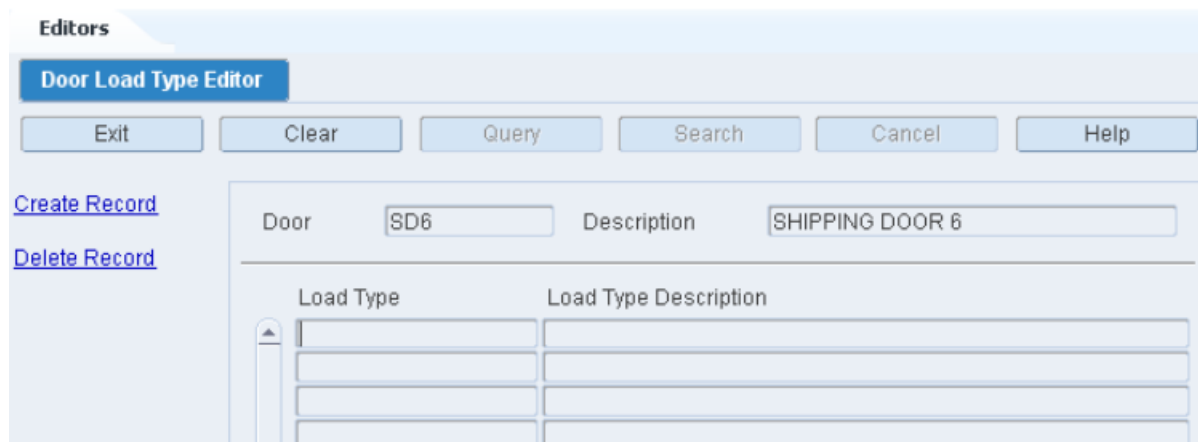 Editors
Door Load Type Editor
Exit Clear Query Search Cancel Help
Create Record
Door SD6 Description SHIPPING DOOR 6
Delete Record
Load Type Load Type Description